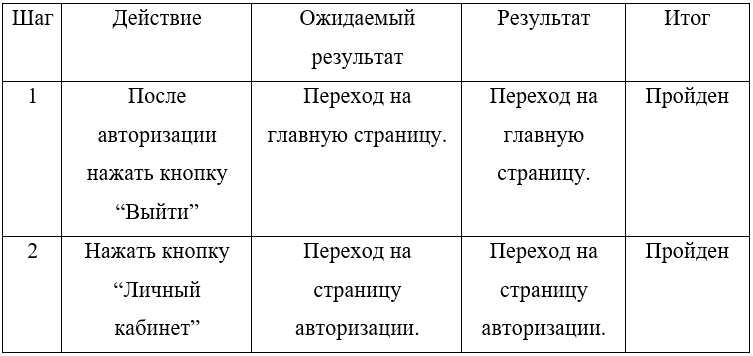 Шаг Действие Ожидаемый результат Результат Итог
1 После авторизации нажать кнопку “Выйти” Переход на главную страницу. Переход на главную страницу. Пройден
2 Нажать кнопку “Личный кабинет” Переход на страницу авторизации. Переход на страницу авторизации. Пройден